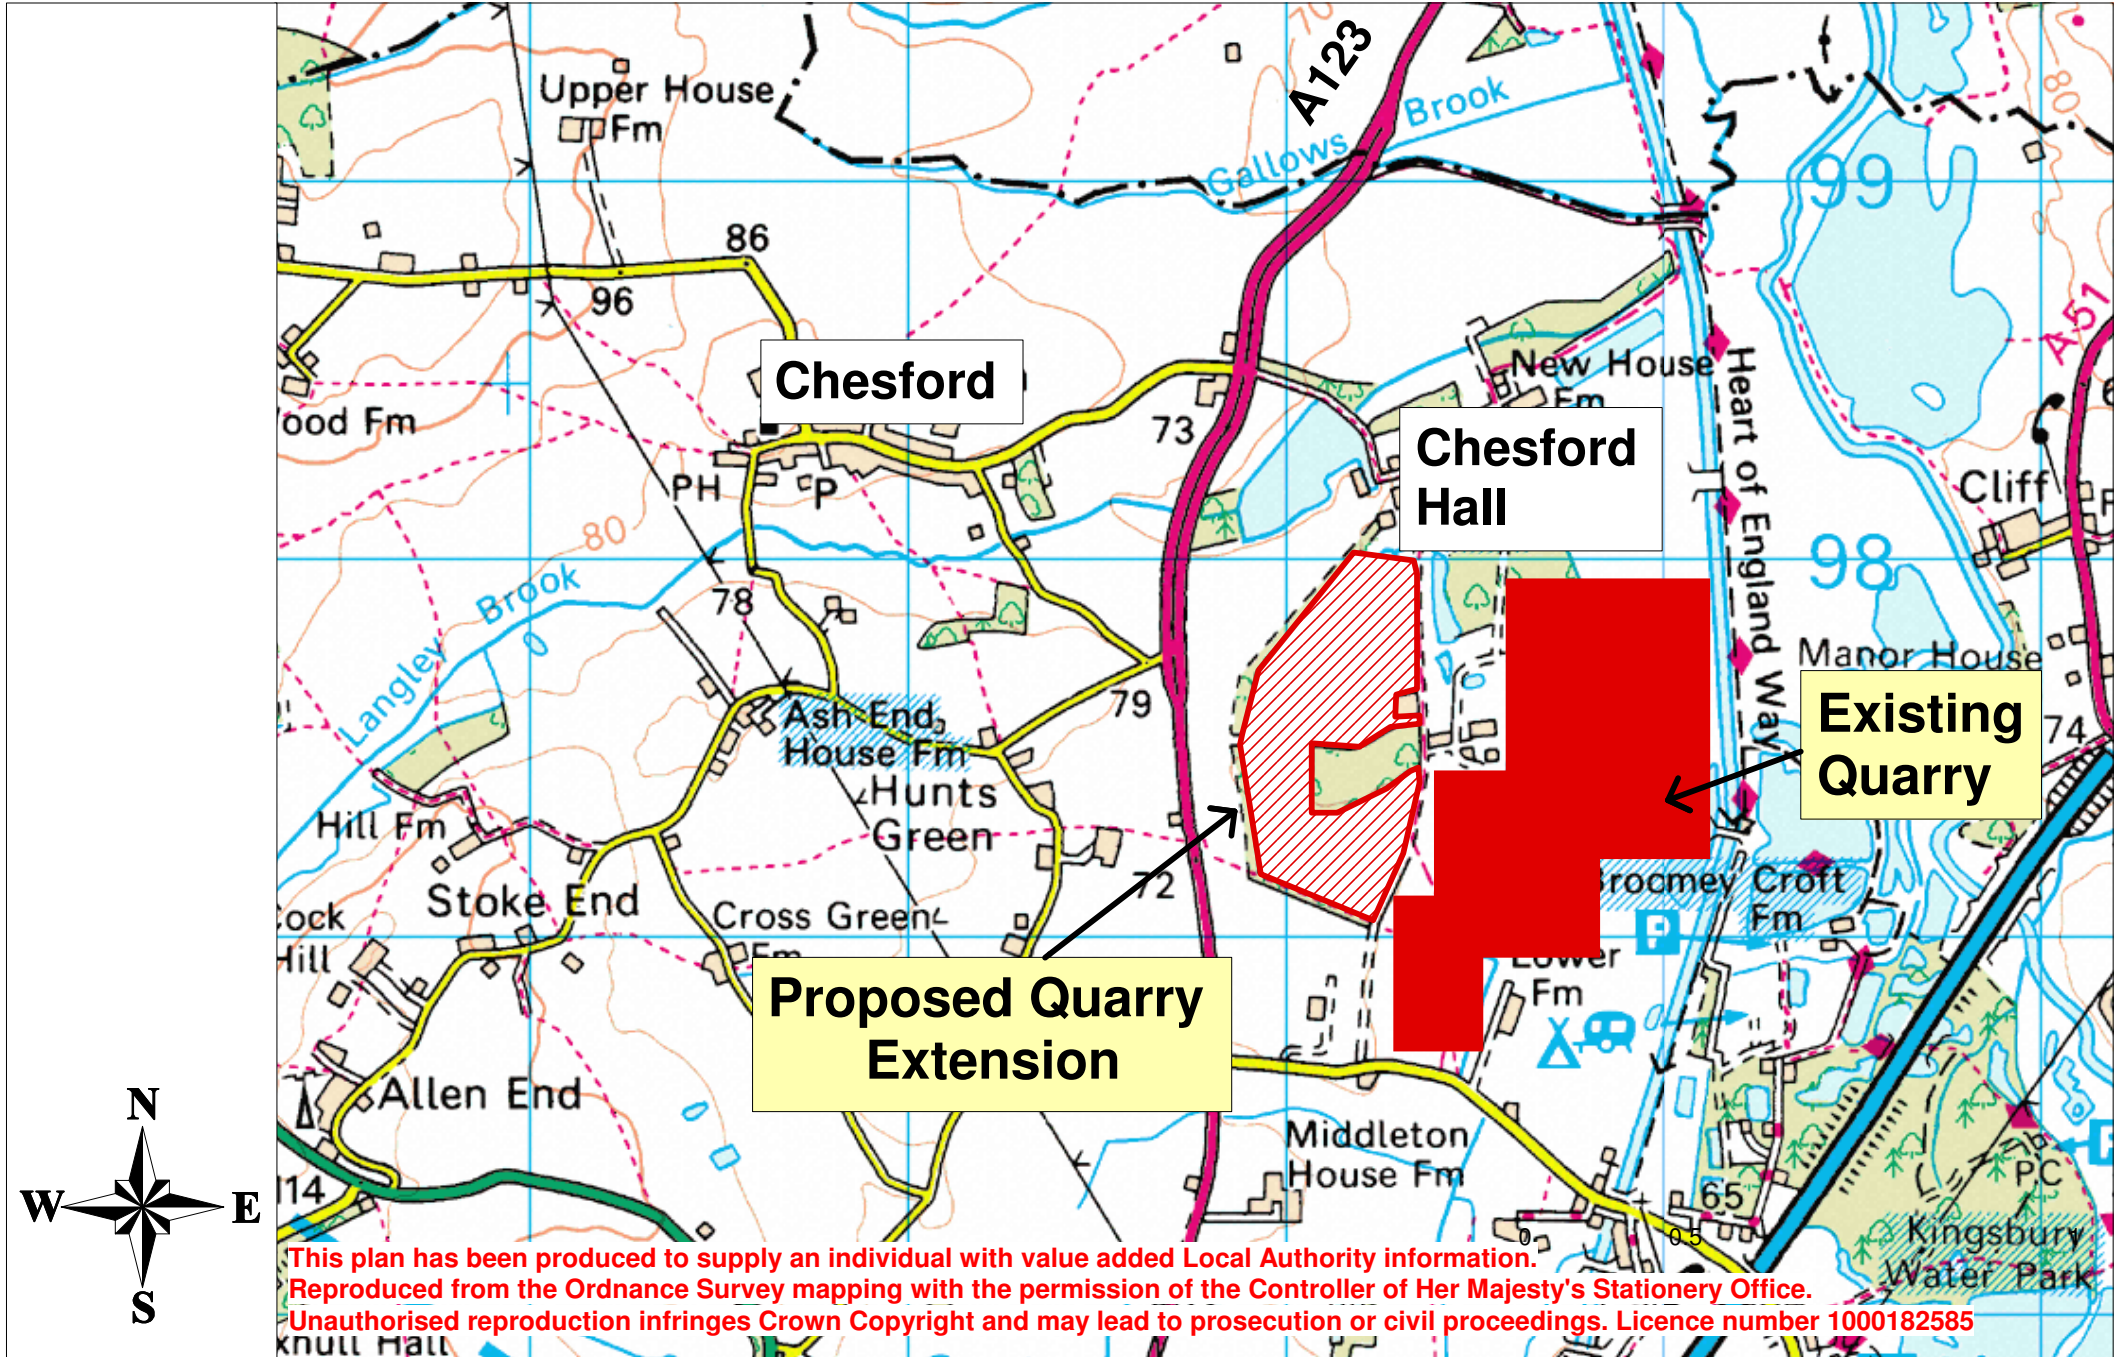 70
A123
Upper House
Fm
Gallows Brook
99
80
86
96
A51
Chesford
New House
Fm
Heart of England Way
73
Chesford
Hall
Cliff
PH
P
80
98
Langley Brook
78
Manor House
79
Ash End
House Fm
Existing
Quarry
74
Hunts
Green
Hill Fm
72
Stoke End
Cross Green
Fm
Croft
Fm
Hill
Lower
Fm
Proposed Quarry
Extension
Allen End
N
W
E
S
Middleton
House Fm
114
65
PC
0
0.5
Kingsbury
Water Park
This plan has been produced to supply an individual with value added Local Authority information.
Reproduced from the Ordnance Survey mapping with the permission of the Controller of Her Majesty's Stationery Office.
Unauthorised reproduction infringes Crown Copyright and may lead to prosecution or civil proceedings. Licence number 1000182585
Hall